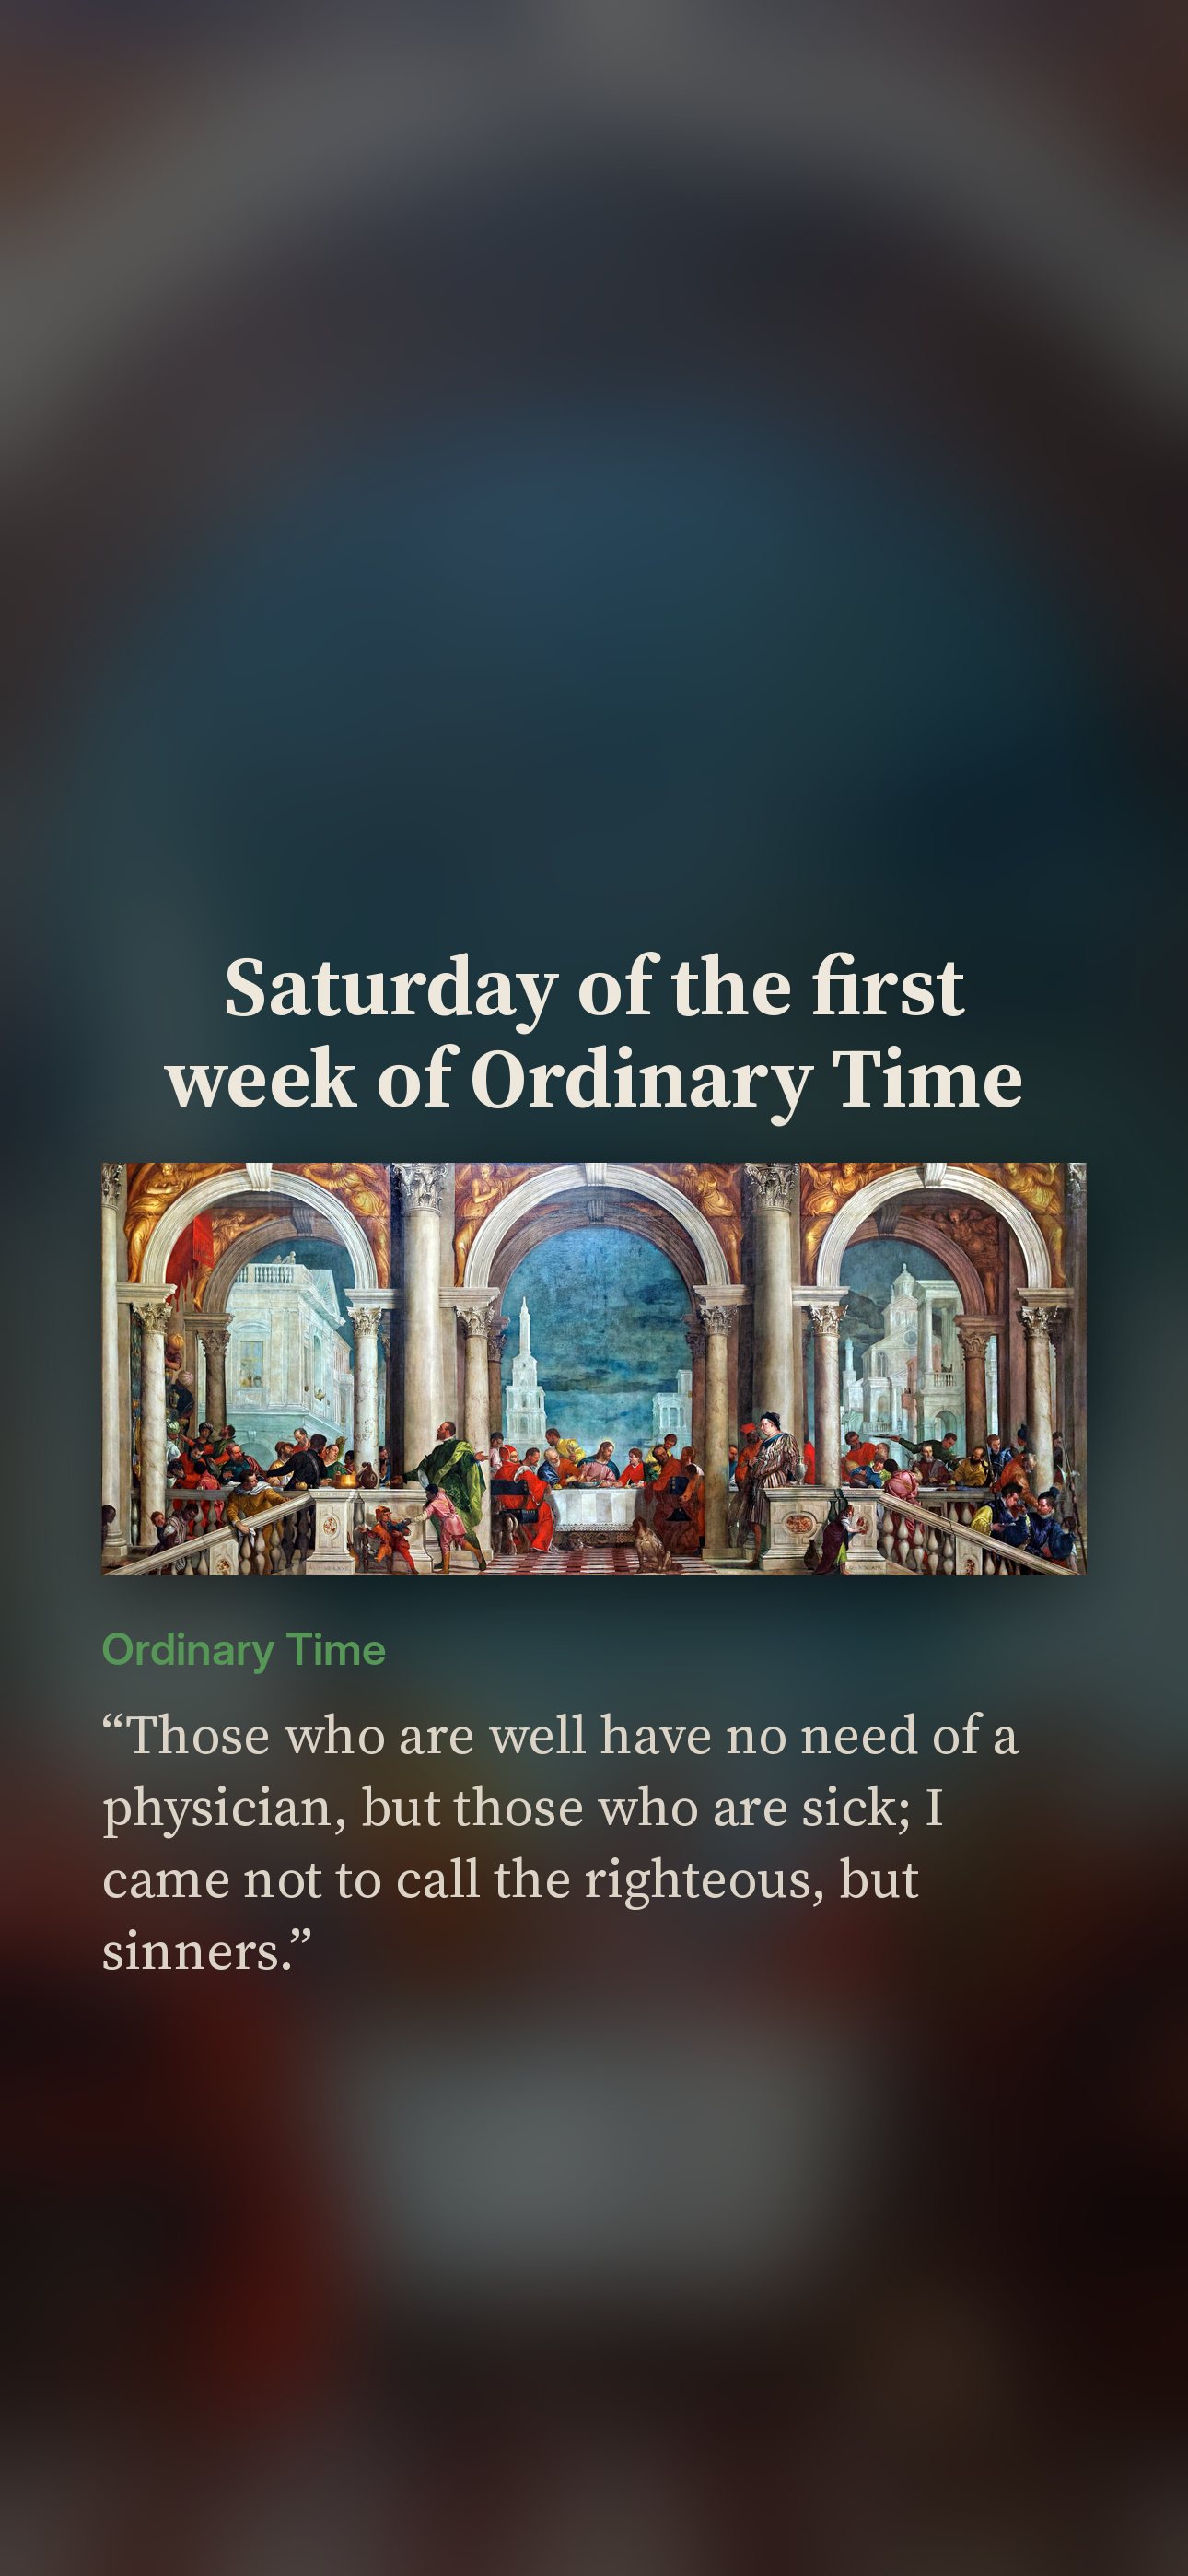 Saturday of the first
week of Ordinary Time
Ordinary Time
“Those who are well have no need of a
physician, but those who are sick; I
came not to call the righteous, but
sinners.”